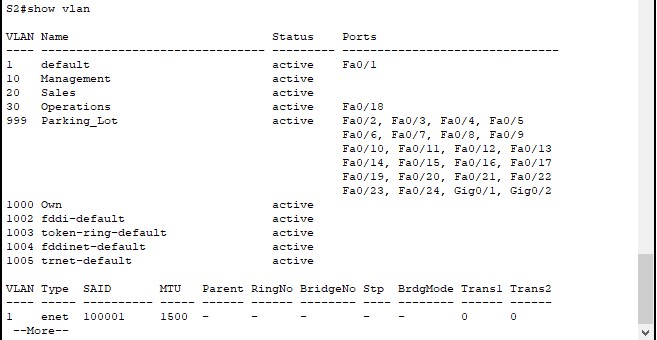 S2#show vlan
VLAN Name Status Ports
---- -------------------------------- --------- -------------------------------
1 default active Fa0/1
10 Management active
20 Sales active
30 Operations active Fa0/18
999 Parking_Lot active Fa0/2, Fa0/3, Fa0/4, Fa0/5
Fa0/6, Fa0/7, Fa0/8, Fa0/9
Fa0/10, Fa0/11, Fa0/12, Fa0/13
Fa0/14, Fa0/15, Fa0/16, Fa0/17
Fa0/19, Fa0/20, Fa0/21, Fa0/22
Fa0/23, Fa0/24, Gig0/1, Gig0/2
1000 Own active
1002 fddi-default active
1003 token-ring-default active
1004 fddinet-default active
1005 trnet-default active
VLAN Type SAID MTU Parent RingNo BridgeNo Stp BrdgMode Trans1 Trans2
---- ----- ---------- ----- ------ ------ -------- ---- -------- ------ ------
1 enet 100001 1500 - - - - - 0 0
--More--